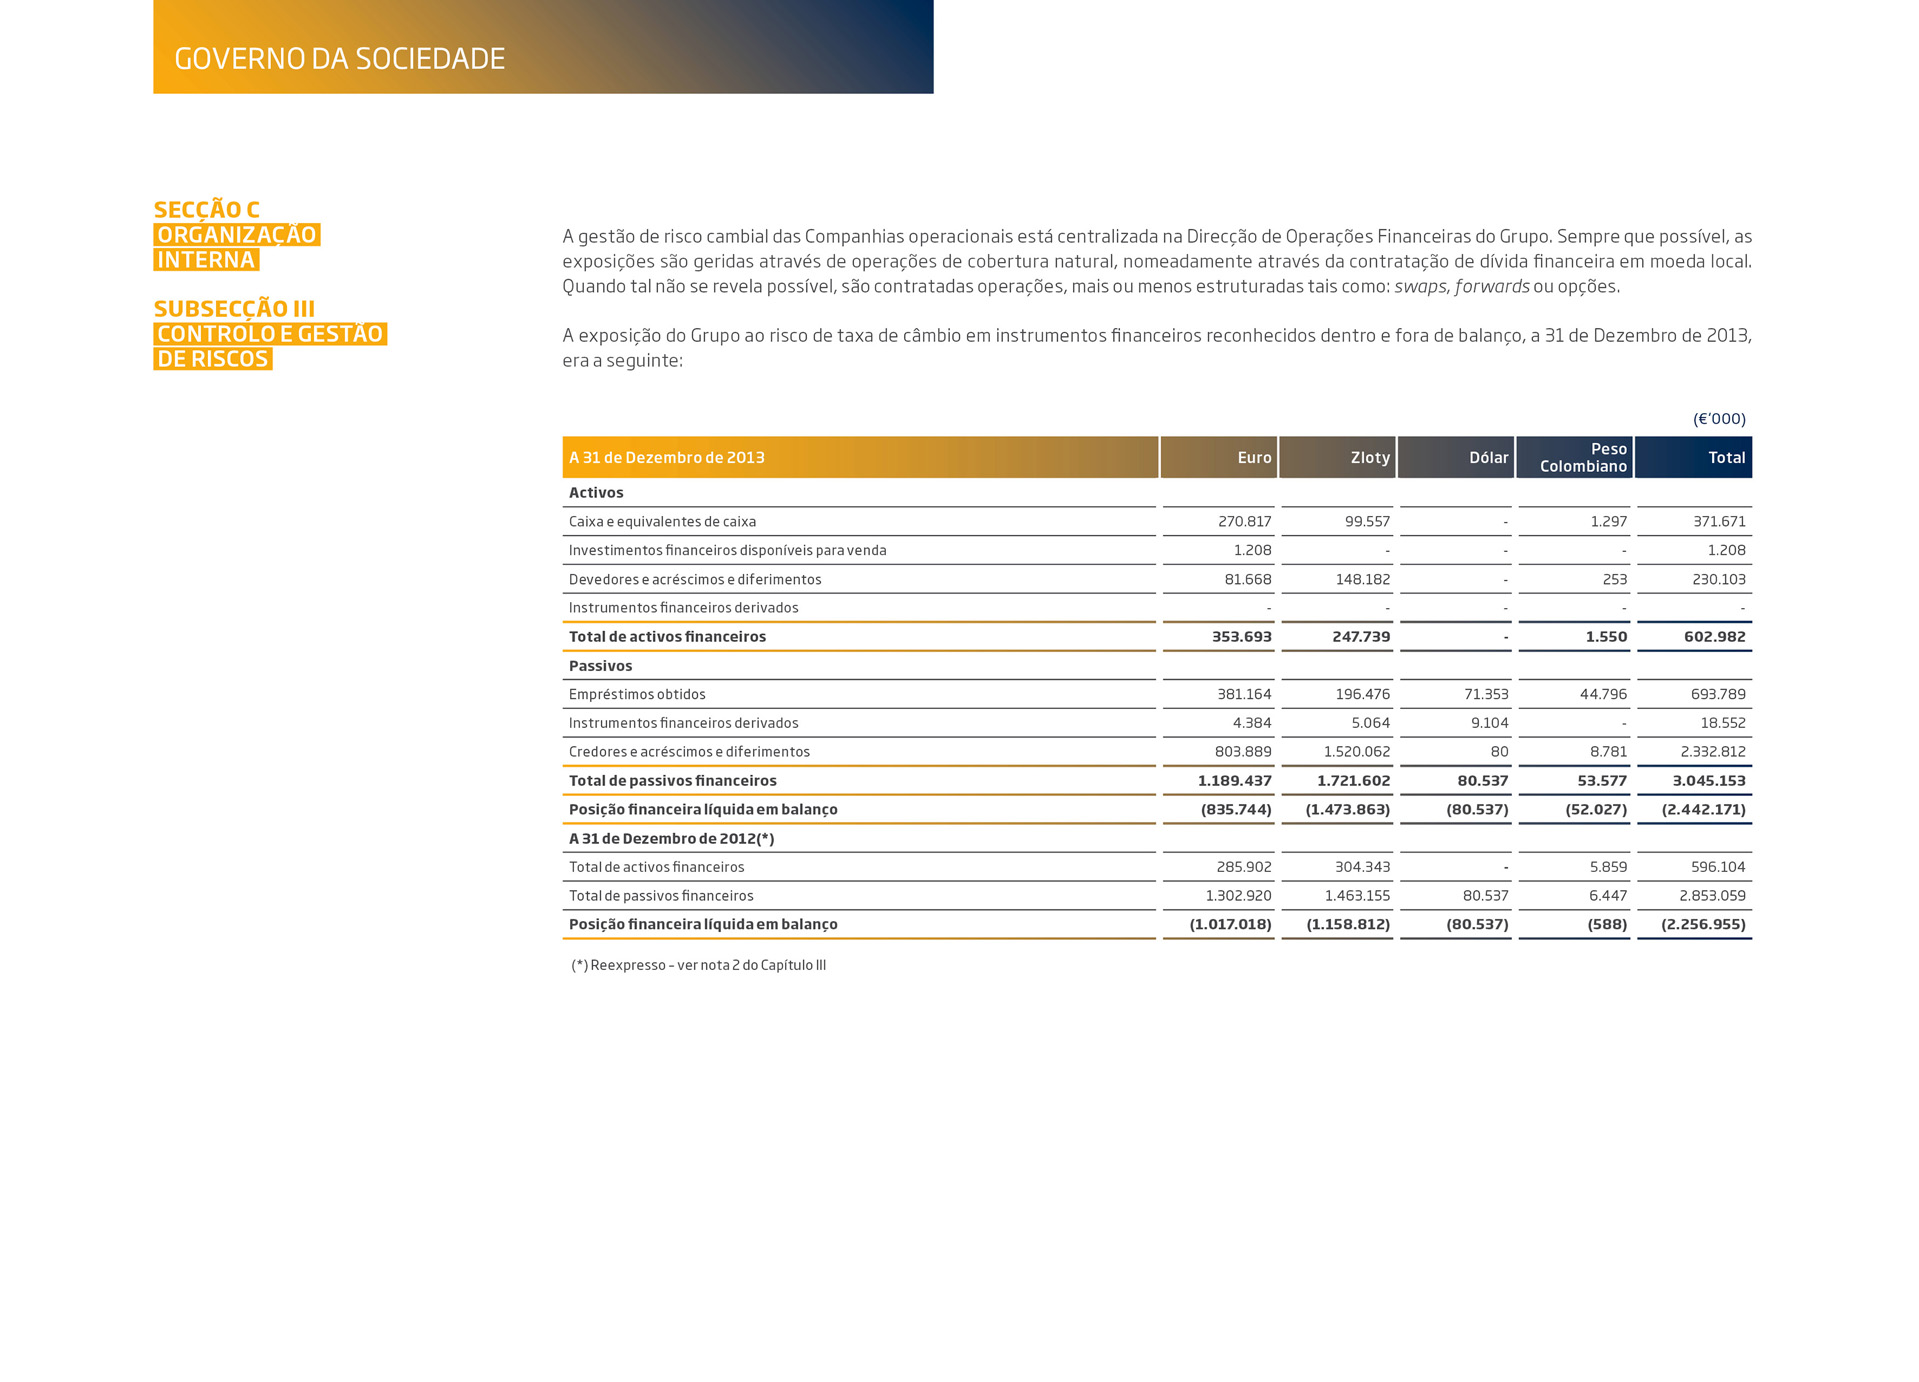 GOVERNO DA SOCIEDADE
SECÇÃO C
ORGANIZAÇÃO
INTERNA
SUBSECÇÃO III
CONTROLO E GESTÃO
DE RISCOS
A gestão de risco cambial das Companhias operacionais está centralizada na Direcção de Operações Financeiras do Grupo. Sempre que possível, as
exposições são geridas através de operações de cobertura natural, nomeadamente através da contratação de dívida financeira em moeda local.
Quando tal não se revela possível, são contratadas operações, mais ou menos estruturadas tais como: swaps, forwards ou opções.
A exposição do Grupo ao risco de taxa de câmbio em instrumentos financeiros reconhecidos dentro e fora de balanço, a 31 de Dezembro de 2013,
era a seguinte:
(€'000)
A 31 de Dezembro de 2013 Euro Zloty Dólar Peso Colombiano Total
Activos
Caixa e equivalentes de caixa 270.817 99.557 - 1.297 371.671
Investimentos financeiros disponíveis para venda 1.208 - - - 1.208
Devedores e acréscimos e diferimentos 81.668 148.182 - 253 230.103
Instrumentos financeiros derivados - - - - -
Total de activos financeiros 353.693 247.739 - 1.550 602.982
Passivos
Empréstimos obtidos 381.164 196.476 71.353 44.796 693.789
Instrumentos financeiros derivados 4.384 5.064 9.104 - 18.552
Credores e acréscimos e diferimentos 803.889 1.520.062 80 8.781 2.332.812
Total de passivos financeiros 1.189.437 1.721.602 80.537 53.577 3.045.153
Posição financeira líquida em balanço (835.744) (1.473.863) (80.537) (52.027) (2.442.171)
A 31 de Dezembro de 2012(*)
Total de activos financeiros 285.902 304.343 - 5.859 596.104
Total de passivos financeiros 1.302.920 1.463.155 80.537 6.447 2.853.059
Posição financeira líquida em balanço (1.017.018) (1.158.812) (80.537) (588) (2.256.955)
(*) Reexpresso – ver nota 2 do Capítulo III